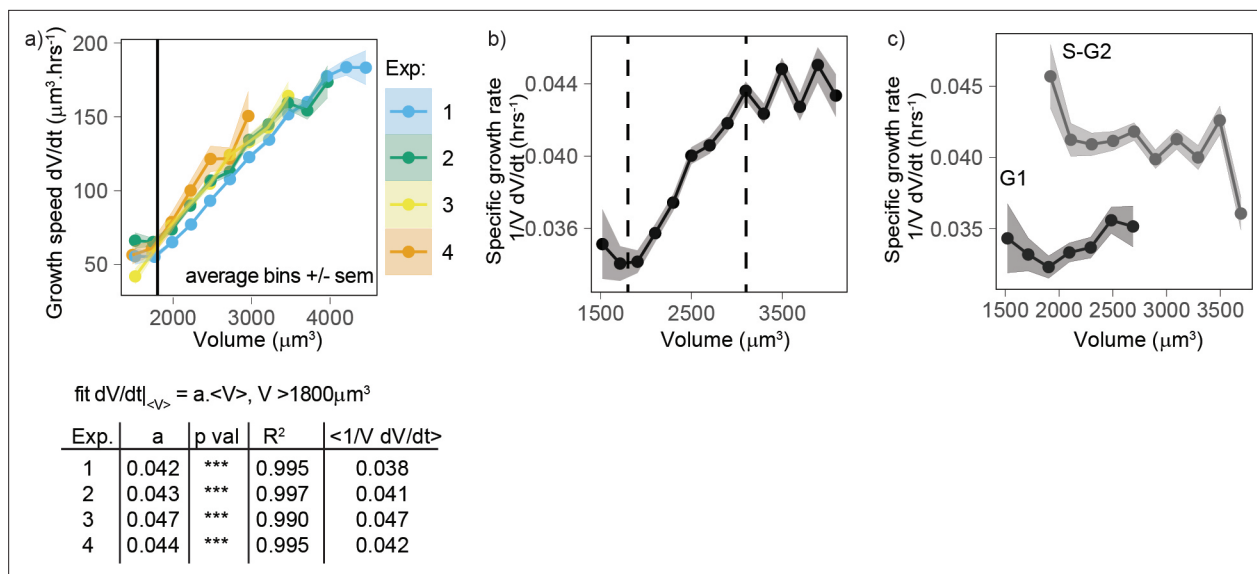 a)
Growth speed dV/dt (μm³.hrs⁻¹)
200
150
100
50
average bins +/- sem
2000 3000 4000
Volume (μm³)
Exp:
1
2
3
4
b)
Specific growth rate
1/V dV/dt (hrs⁻¹)
0.044
0.040
0.036
1500 2500 3500
Volume (μm³)
c)
Specific growth rate
1/V dV/dt (hrs⁻¹)
0.045
0.040
0.035
S-G2
G1
1500 2000 2500 3000 3500
Volume (μm³)
fit dV/dt|<V> = a.<V>, V >1800μm³
Exp. a p val R² <1/V dV/dt>
1 0.042 *** 0.995 0.038
2 0.043 *** 0.997 0.041
3 0.047 *** 0.990 0.047
4 0.044 *** 0.995 0.042